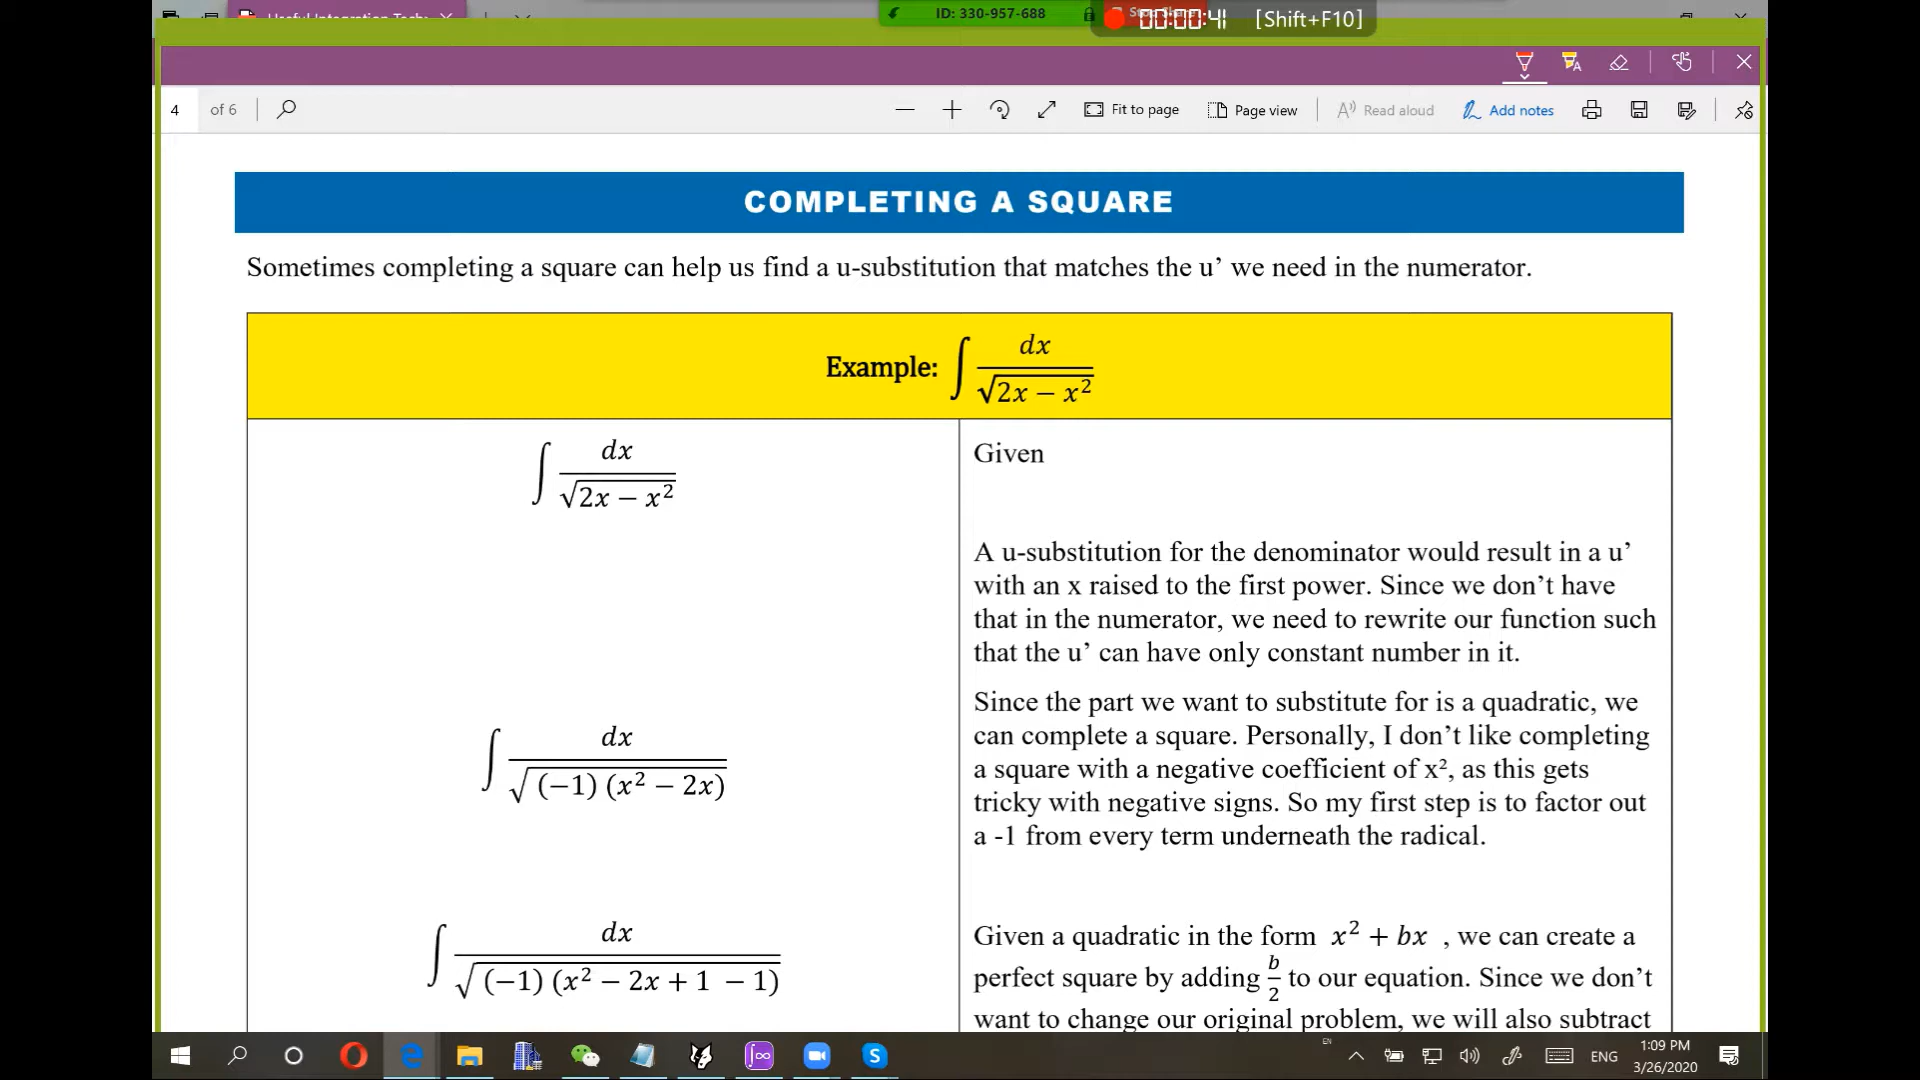 Useful Integration Tech
ID: 330-957-688
Stop Share
00:00:41 [Shift+F10]
4 of 6
Fit to page
Page view
Read aloud
Add notes
COMPLETING A SQUARE
Sometimes completing a square can help us find a u-substitution that matches the u’ we need in the numerator.
Example: ∫ dx / √(2x − x²)
∫ dx / √(2x − x²)
Given
A u-substitution for the denominator would result in a u’
with an x raised to the first power. Since we don’t have
that in the numerator, we need to rewrite our function such
that the u’ can have only constant number in it.
∫ dx / √((−1) (x² − 2x))
Since the part we want to substitute for is a quadratic, we
can complete a square. Personally, I don’t like completing
a square with a negative coefficient of x², as this gets
tricky with negative signs. So my first step is to factor out
a -1 from every term underneath the radical.
∫ dx / √((−1) (x² − 2x + 1 − 1))
Given a quadratic in the form x² + bx , we can create a
perfect square by adding b/2 to our equation. Since we don’t
want to change our original problem, we will also subtract
EN
ENG
1:09 PM
3/26/2020